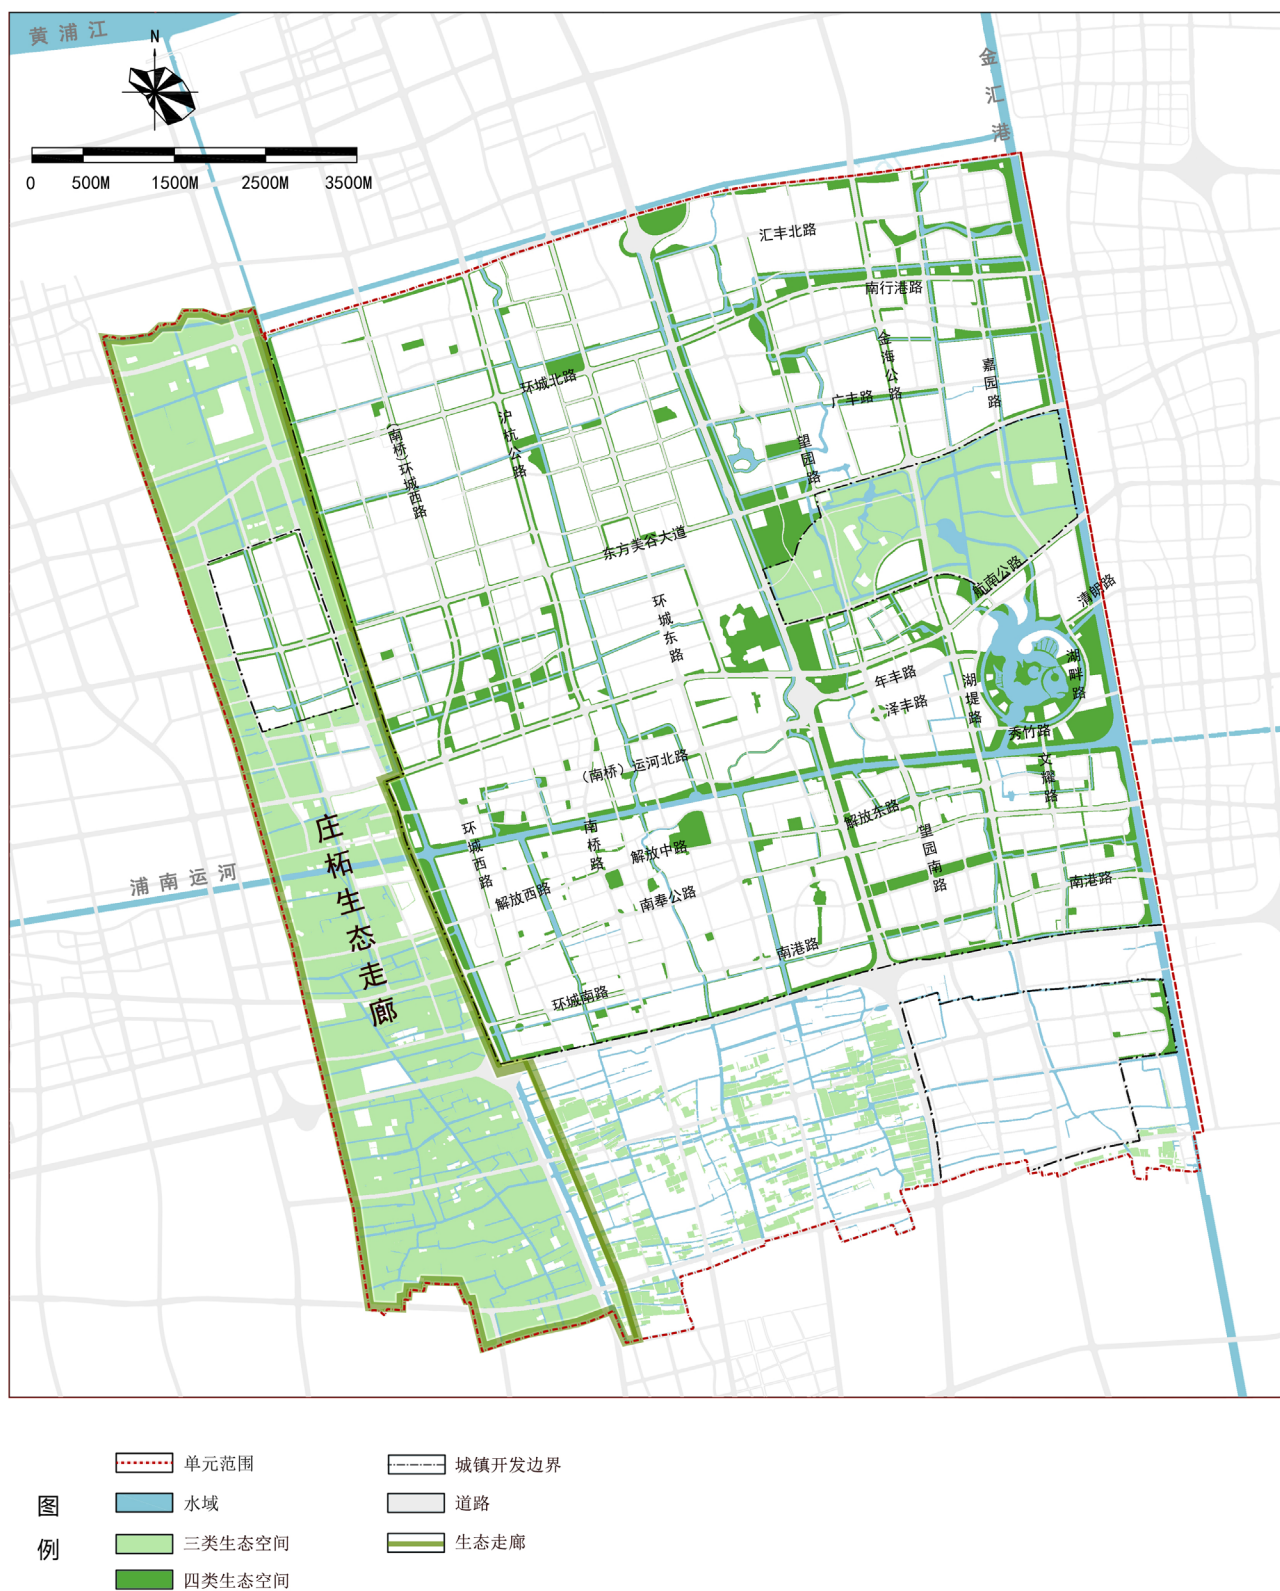 黄浦江
N
金汇港
0 500M 1500M 2500M 3500M
汇丰北路
南行港路
金海公路
嘉园路
环城北路
广丰路
沪杭公路
(南桥)环城西路
望园路
东方美谷大道
航南公路
清朗路
环城东路
湖畔路
年丰路
湖堤路
泽丰路
秀竹路
(南桥)运河北路
文耀路
庄柘生态走廊
解放东路
环城西路
南桥路
望园南路
解放中路
浦南运河
南港路
解放西路
南奉公路
南港路
环城南路
图例
单元范围
城镇开发边界
水域
道路
三类生态空间
生态走廊
四类生态空间